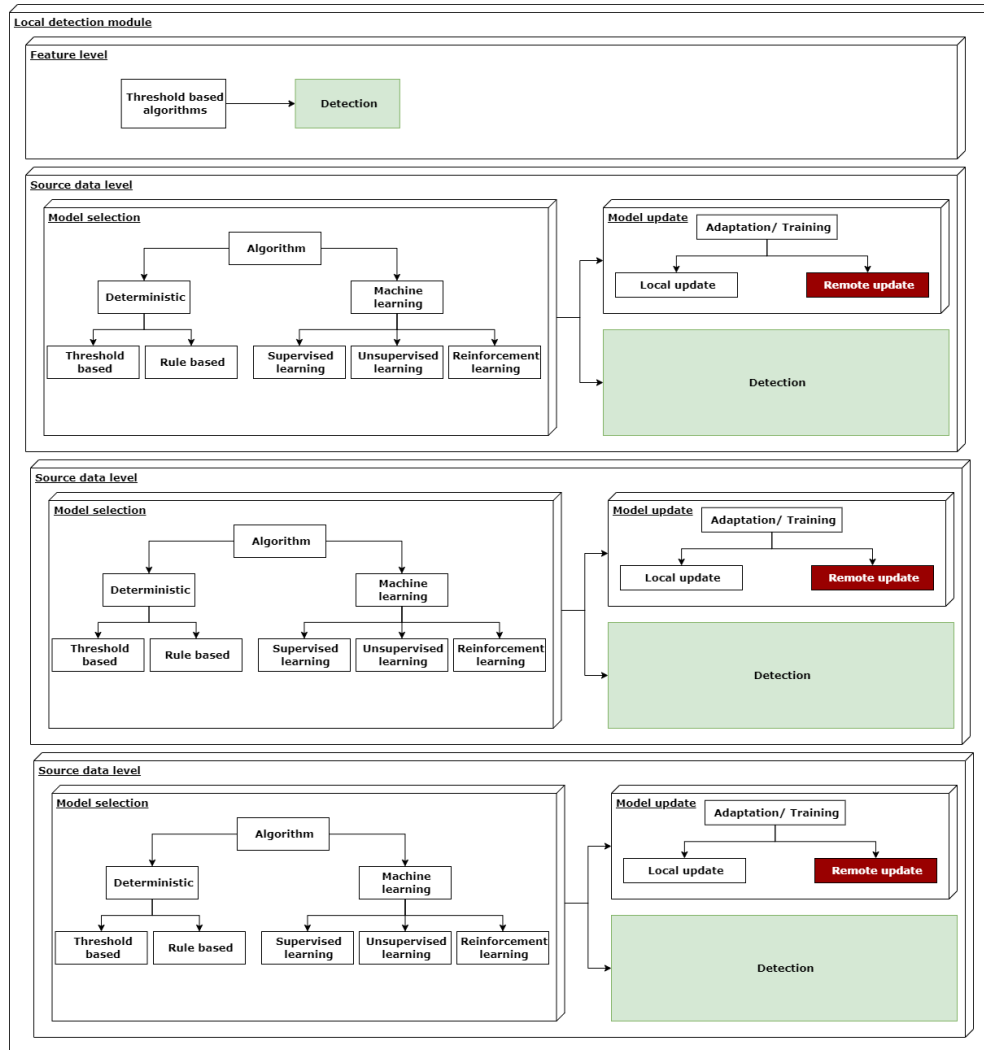 Local detection module
Feature level
Threshold based
algorithms
Detection
Source data level
Model selection
Algorithm
Deterministic
Machine
learning
Threshold
based
Rule based
Supervised
learning
Unsupervised
learning
Reinforcement
learning
Model update
Adaptation/ Training
Local update
Remote update
Detection
Source data level
Model selection
Algorithm
Deterministic
Machine
learning
Threshold
based
Rule based
Supervised
learning
Unsupervised
learning
Reinforcement
learning
Model update
Adaptation/ Training
Local update
Remote update
Detection
Source data level
Model selection
Algorithm
Deterministic
Machine
learning
Threshold
based
Rule based
Supervised
learning
Unsupervised
learning
Reinforcement
learning
Model update
Adaptation/ Training
Local update
Remote update
Detection